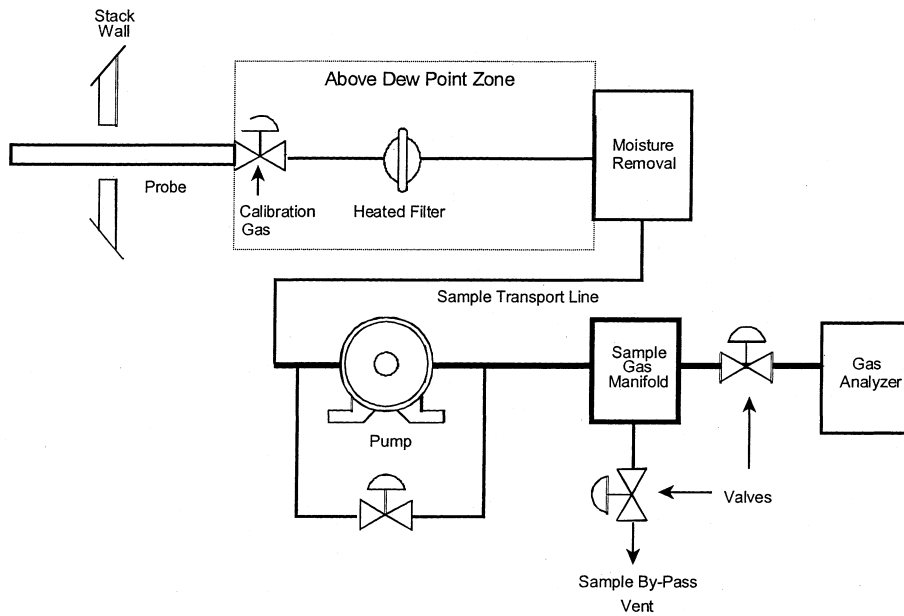 Stack
Wall
Above Dew Point Zone
Moisture
Removal
Probe
Calibration
Gas
Heated Filter
Sample Transport Line
Sample
Gas
Manifold
Gas
Analyzer
Pump
Valves
Sample By-Pass
Vent